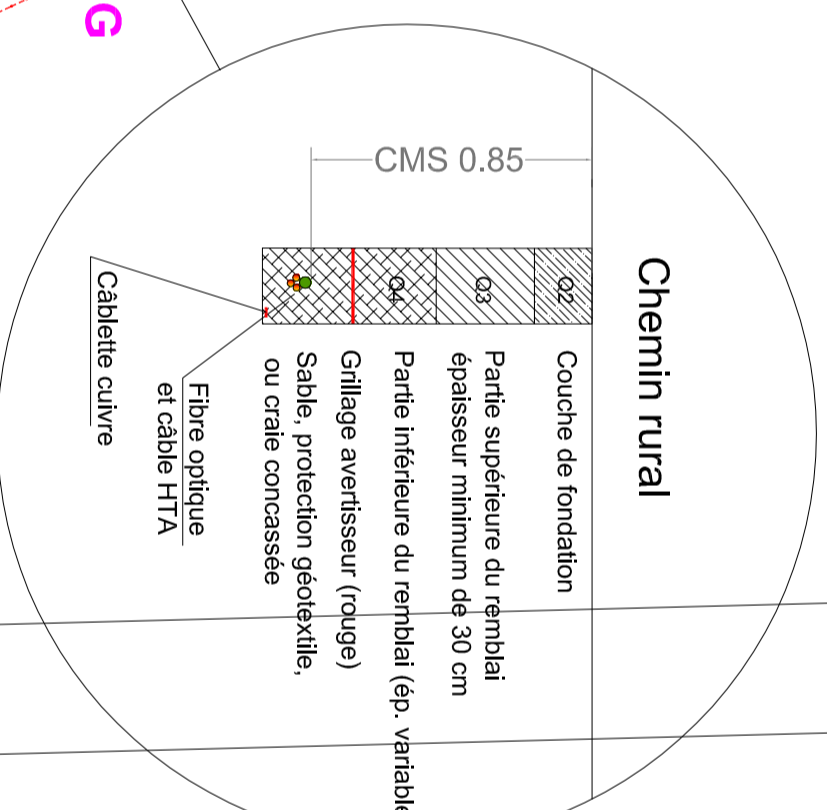 G
CMS 0.85
Chemin rural
Q2
Couche de fondation
Q3
Partie supérieure du remblai
épaisseur minimum de 30 cm
Q4
Partie inférieure du remblai (ép. variable
Grillage avertisseur (rouge)
Sable, protection géotextile,
ou craie concassée
Fibre optique
et câble HTA
Câblette cuivre